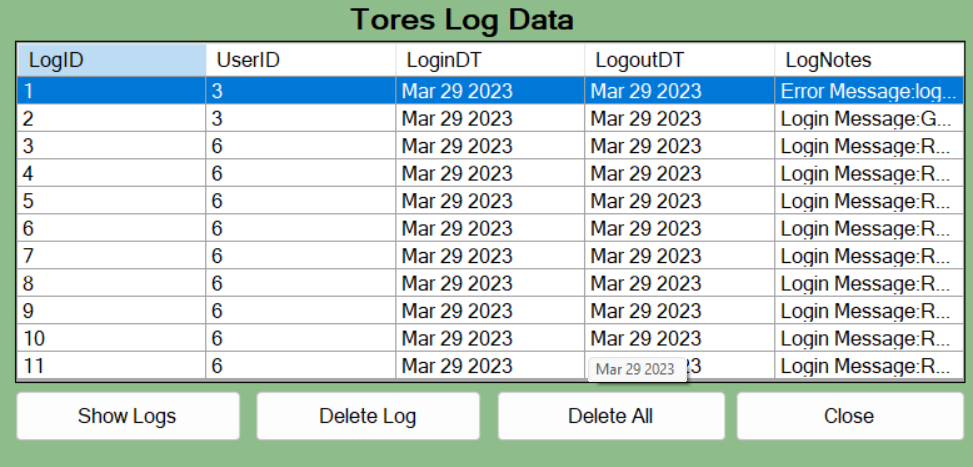 Tores Log Data
LogID UserID LoginDT LogoutDT LogNotes
1 3 Mar 29 2023 Mar 29 2023 Error Message:log...
2 3 Mar 29 2023 Mar 29 2023 Login Message:G...
3 6 Mar 29 2023 Mar 29 2023 Login Message:R...
4 6 Mar 29 2023 Mar 29 2023 Login Message:R...
5 6 Mar 29 2023 Mar 29 2023 Login Message:R...
6 6 Mar 29 2023 Mar 29 2023 Login Message:R...
7 6 Mar 29 2023 Mar 29 2023 Login Message:R...
8 6 Mar 29 2023 Mar 29 2023 Login Message:R...
9 6 Mar 29 2023 Mar 29 2023 Login Message:R...
10 6 Mar 29 2023 Mar 29 2023 Login Message:R...
11 6 Mar 29 2023 Mar 29 2023 3 Login Message:R...
Show Logs Delete Log Delete All Close